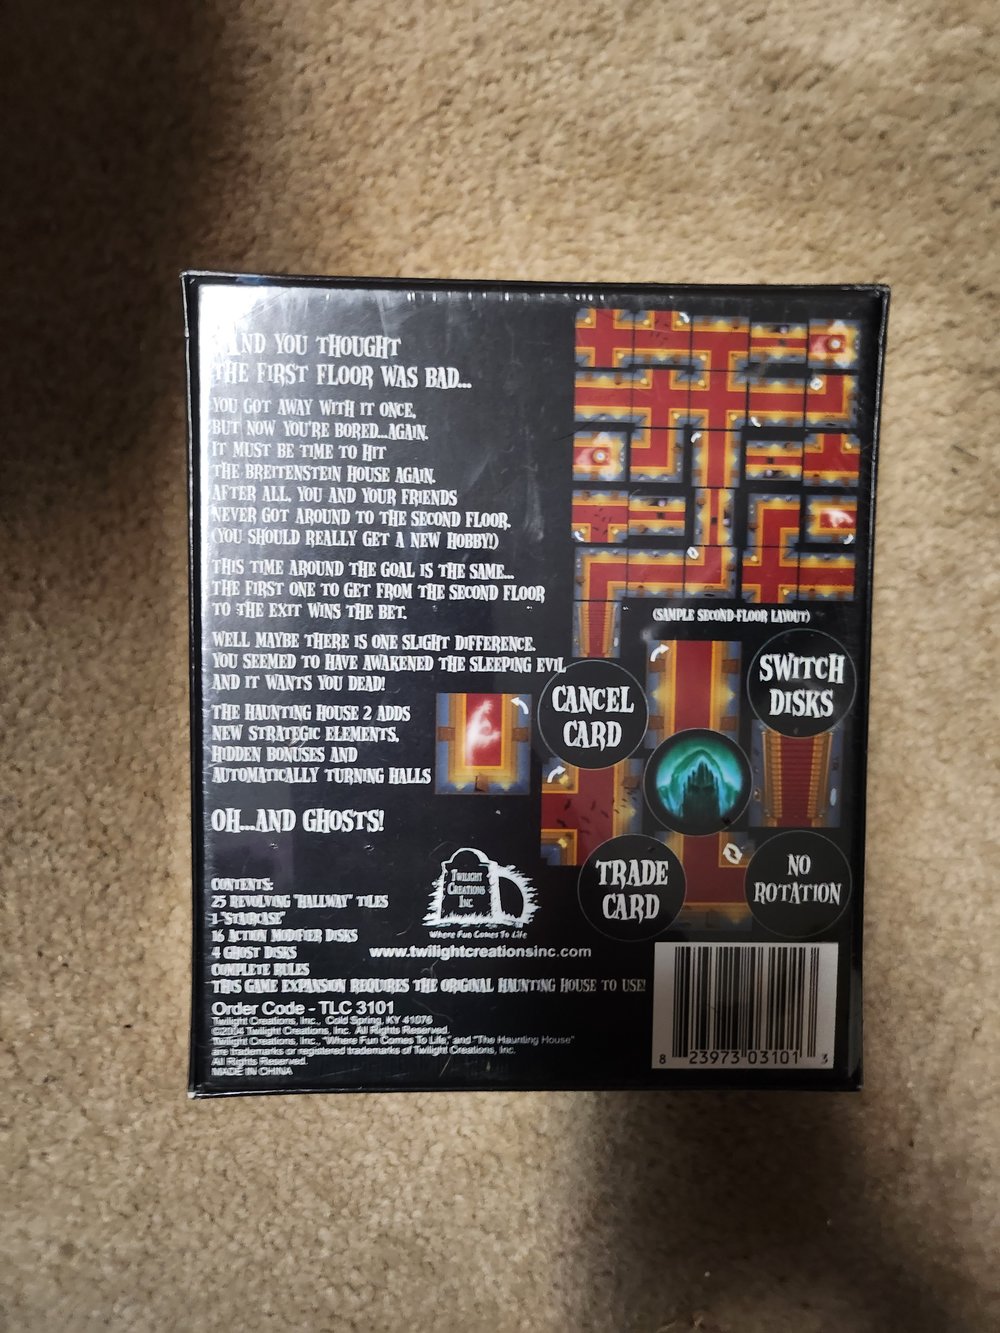 AND YOU THOUGHT
THE FIRST FLOOR WAS BAD...
YOU GOT AWAY WITH IT ONCE,
BUT NOW YOU'RE BORED...AGAIN.
IT MUST BE TIME TO HIT
THE BREITENSTEIN HOUSE AGAIN.
AFTER ALL, YOU AND YOUR FRIENDS
NEVER GOT AROUND TO THE SECOND FLOOR.
(YOU SHOULD REALLY GET A NEW HOBBY!)
THIS TIME AROUND THE GOAL IS THE SAME...
THE FIRST ONE TO GET FROM THE SECOND FLOOR
TO THE EXIT WINS THE BET.
WELL MAYBE THERE IS ONE SLIGHT DIFFERENCE.
YOU SEEMED TO HAVE AWAKENED THE SLEEPING EVIL
AND IT WANTS YOU DEAD!
THE HAUNTING HOUSE 2 ADDS
NEW STRATEGIC ELEMENTS,
HIDDEN BONUSES AND
AUTOMATICALLY TURNING HALLS
OH...AND GHOSTS!
(SAMPLE SECOND-FLOOR LAYOUT)
CANCEL
CARD
SWITCH
DISKS
TRADE
CARD
NO
ROTATION
CONTENTS:
25 REVOLVING "HALLWAY" TILES
1 "STAIRCASE"
16 ACTION MODIFIER DISKS
4 GHOST DISKS
COMPLETE RULES
THIS GAME EXPANSION REQUIRES THE ORIGINAL HAUNTING HOUSE TO USE!
TWILIGHT
CREATIONS
INC
Where Fun Comes To Life
www.twilightcreationsinc.com
Order Code - TLC 3101
Twilight Creations, Inc., Cold Spring, KY 41076
©2004 Twilight Creations, Inc. All Rights Reserved.
Twilight Creations, Inc., "Where Fun Comes To Life," and "The Haunting House"
are trademarks or registered trademarks of Twilight Creations, Inc.
All Rights Reserved.
MADE IN CHINA
8 23973 03101 3